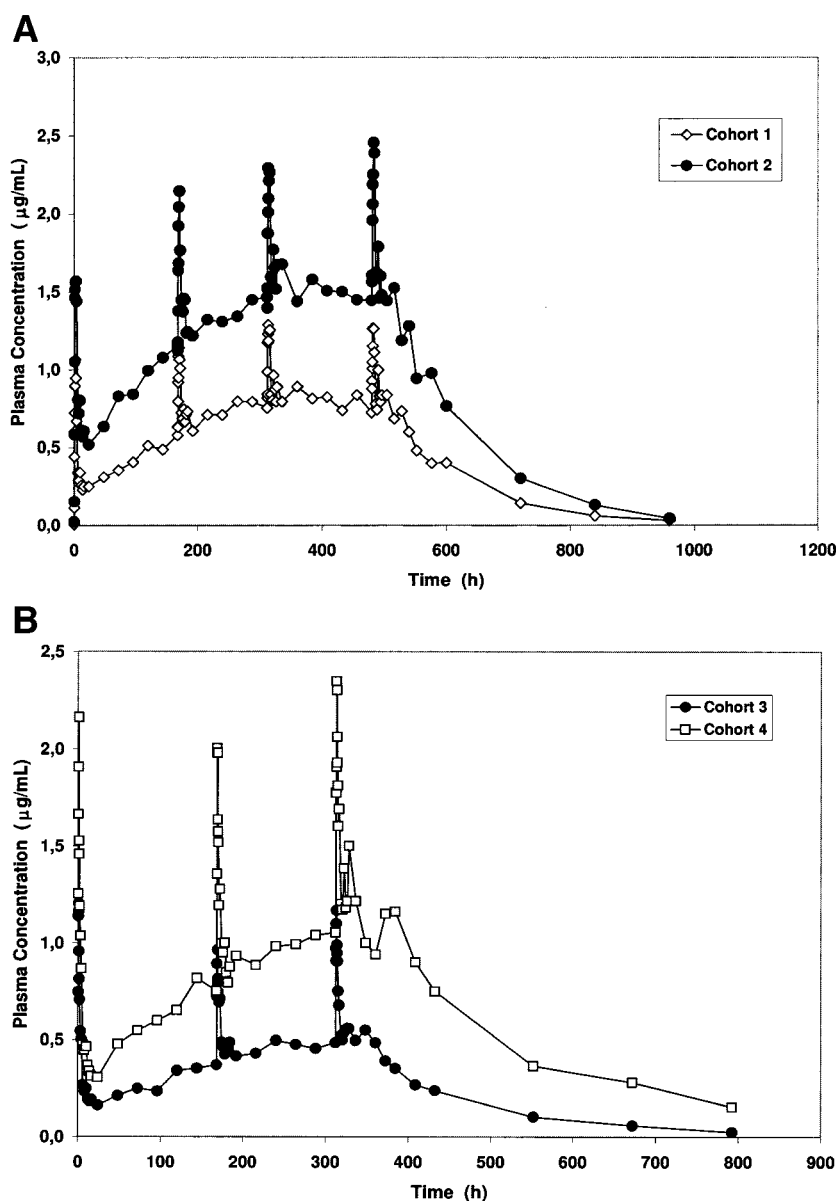 A
3,0
2,5
2,0
1,5
1,0
0,5
0,0
Plasma Concentration ( µg/mL)
Cohort 1
Cohort 2
0 200 400 600 800 1000 1200
Time (h)
B
2,5
2,0
1,5
1,0
0,5
0,0
Plasma Concentration ( µg/mL)
Cohort 3
Cohort 4
0 100 200 300 400 500 600 700 800 900
Time (h)